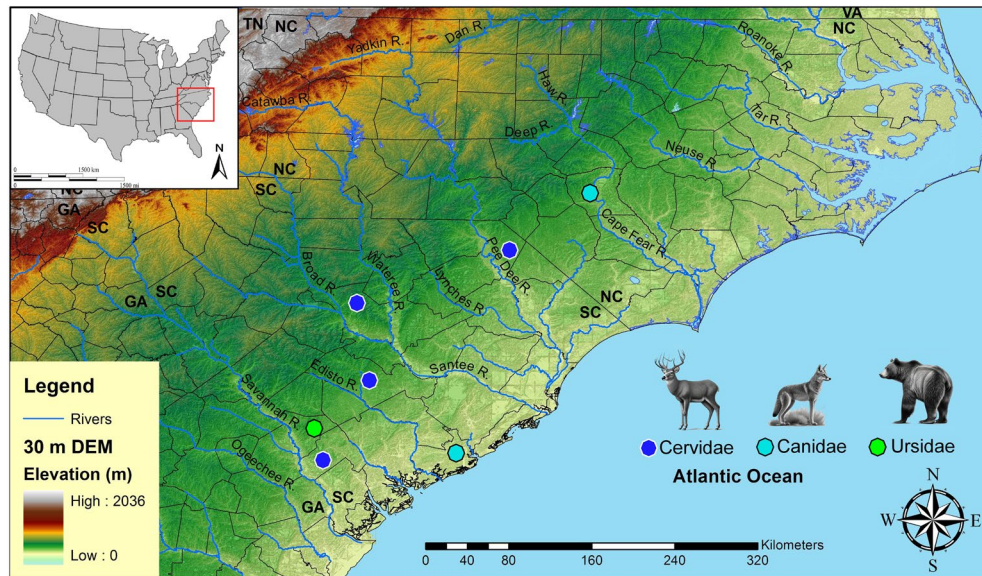 TN
NC
VA
NC
Yadkin R.
Dan R.
Roanoke R.
Catawba R.
Haw R.
Deep R.
Tar R.
Neuse R.
0 1500 km
0 1500 mi
N
NC
SC
NC
GA
SC
Cape Fear R.
Pee Dee R.
Broad R.
Wateree R.
Lynches R.
GA
SC
NC
SC
Santee R.
Edisto R.
Savannah R.
Ogeechee R.
GA
SC
Legend
Rivers
30 m DEM
Elevation (m)
High : 2036
Low : 0
Cervidae
Canidae
Ursidae
Atlantic Ocean
N
W
E
S
Kilometers
0 20 40 80 160 240 320